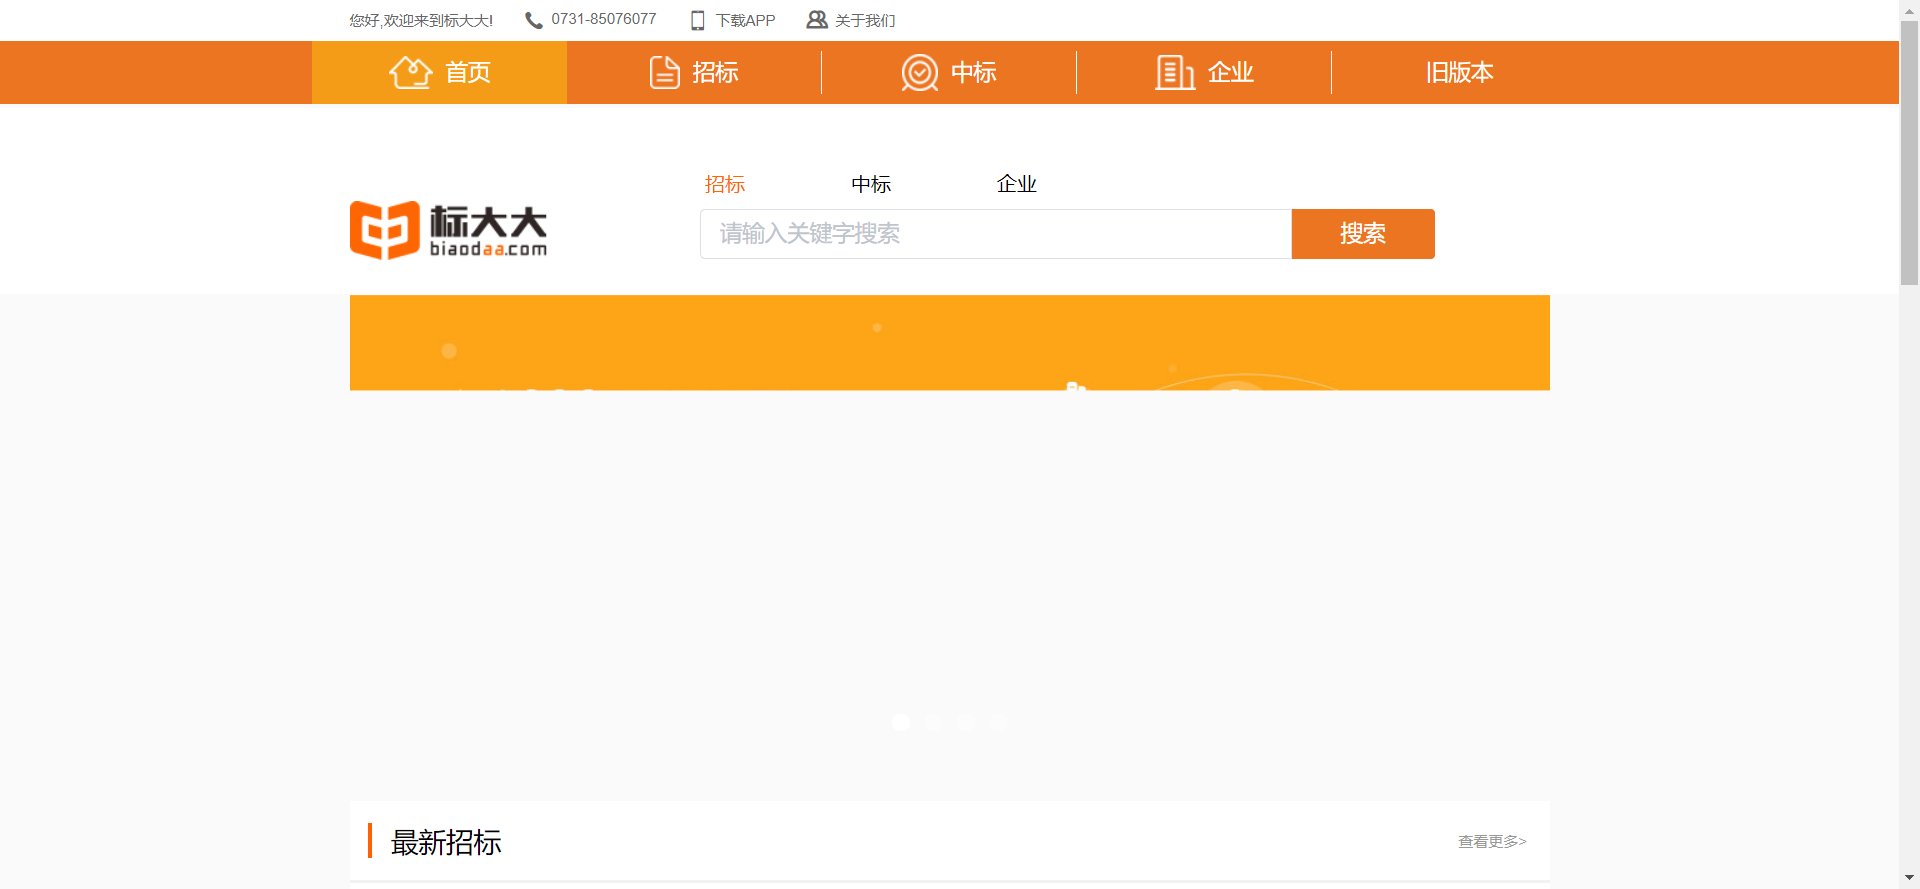 您好,欢迎来到标大大! 0731-85076077 下载APP 关于我们
首页 招标 中标 企业 旧版本
招标 中标 企业
标大大
biaodaa.com
请输入关键字搜索 搜索
最新招标 查看更多>